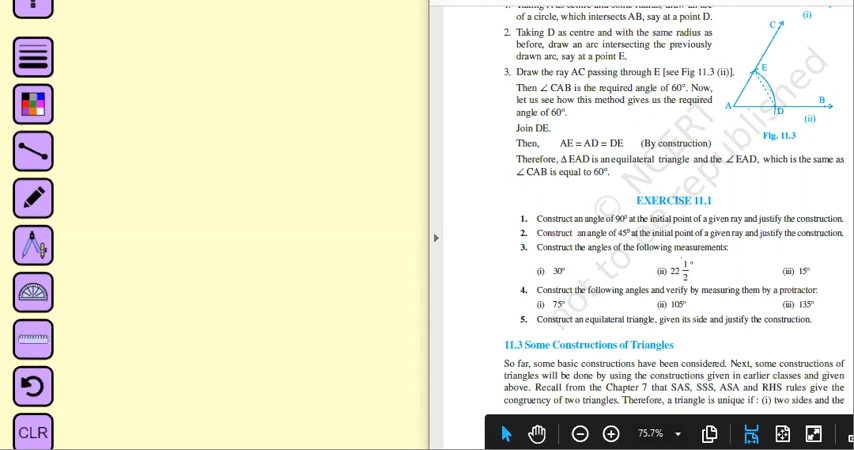 of a circle, which intersects AB, say at a point D.
(i)
2. Taking D as centre and with the same radius as
before, draw an arc intersecting the previously
drawn arc, say at a point E.
3. Draw the ray AC passing through E [see Fig 11.3 (ii)].
Then ∠ CAB is the required angle of 60°. Now,
let us see how this method gives us the required
angle of 60°.
Join DE.
Then, AE = AD = DE (By construction)
C
E
A
D
B
(ii)
Fig. 11.3
Therefore, Δ EAD is an equilateral triangle and the ∠ EAD, which is the same as
∠ CAB is equal to 60°.
EXERCISE 11.1
1. Construct an angle of 90° at the initial point of a given ray and justify the construction.
2. Construct an angle of 45° at the initial point of a given ray and justify the construction.
3. Construct the angles of the following measurements:
(i) 30° (ii) 22 1/2° (iii) 15°
4. Construct the following angles and verify by measuring them by a protractor:
(i) 75° (ii) 105° (iii) 135°
5. Construct an equilateral triangle, given its side and justify the construction.
11.3 Some Constructions of Triangles
So far, some basic constructions have been considered. Next, some constructions of
triangles will be done by using the constructions given in earlier classes and given
above. Recall from the Chapter 7 that SAS, SSS, ASA and RHS rules give the
congruency of two triangles. Therefore, a triangle is unique if : (i) two sides and the
© NCERT
not to be republished
CLR
75.7%